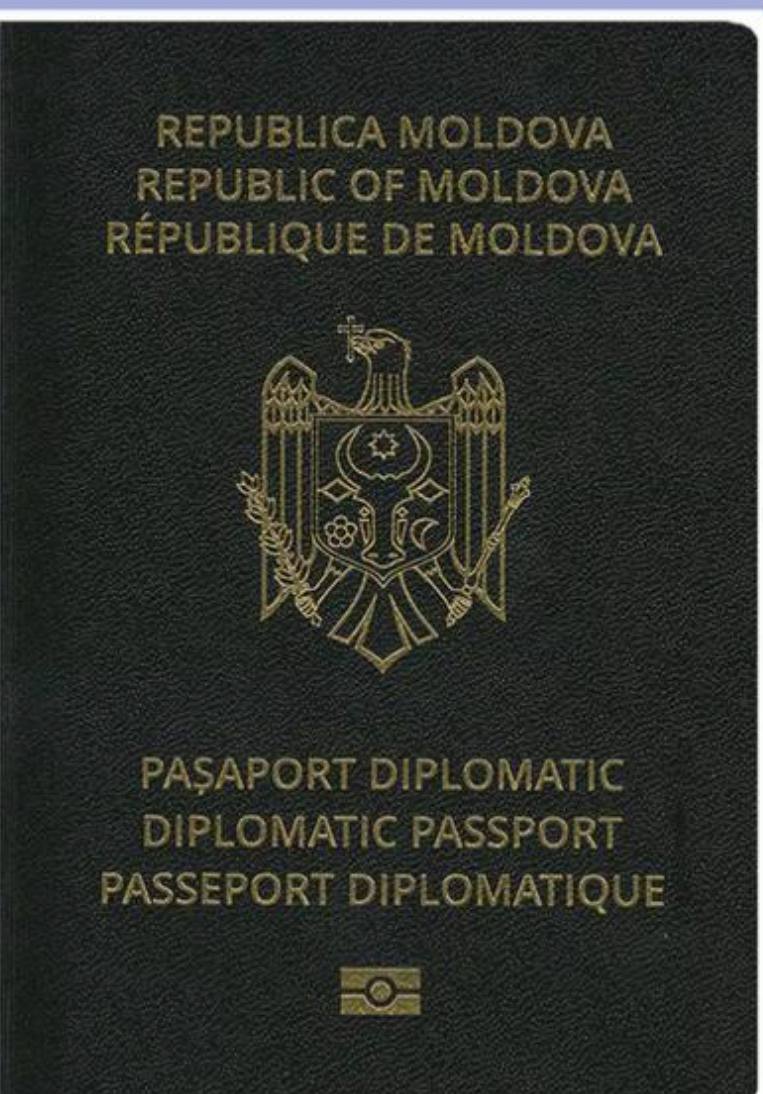 REPUBLICA MOLDOVA
REPUBLIC OF MOLDOVA
RÉPUBLIQUE DE MOLDOVA
PAȘAPORT DIPLOMATIC
DIPLOMATIC PASSPORT
PASSEPORT DIPLOMATIQUE